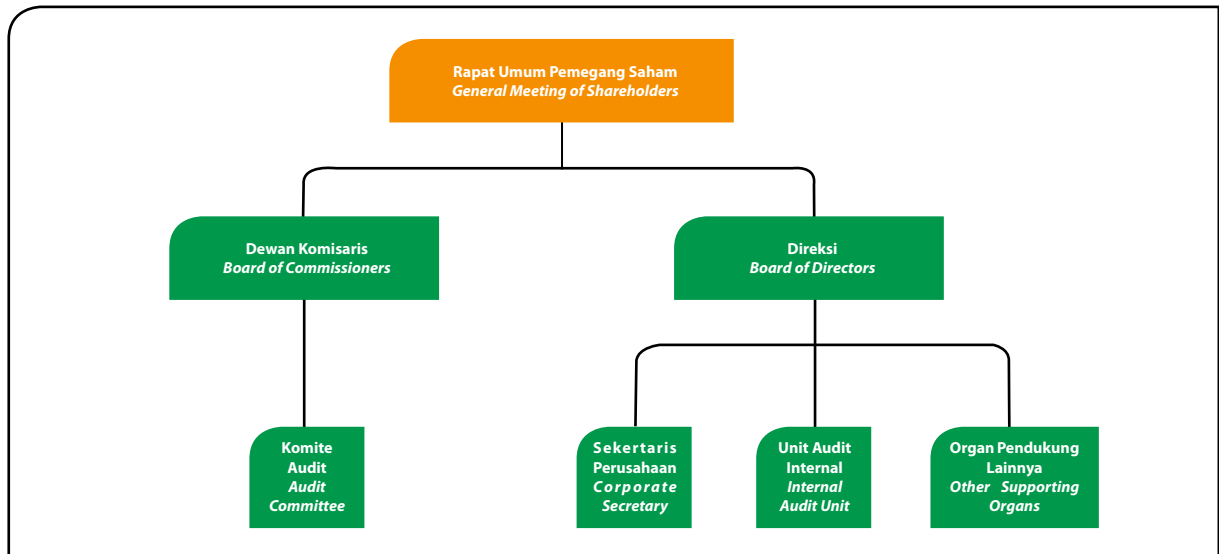 Rapat Umum Pemegang Saham
General Meeting of Shareholders
Dewan Komisaris
Board of Commissioners
Direksi
Board of Directors
Komite
Audit
Audit
Committee
Sekertaris
Perusahaan
Corporate
Secretary
Unit Audit
Internal
Internal
Audit Unit
Organ Pendukung
Lainnya
Other Supporting
Organs